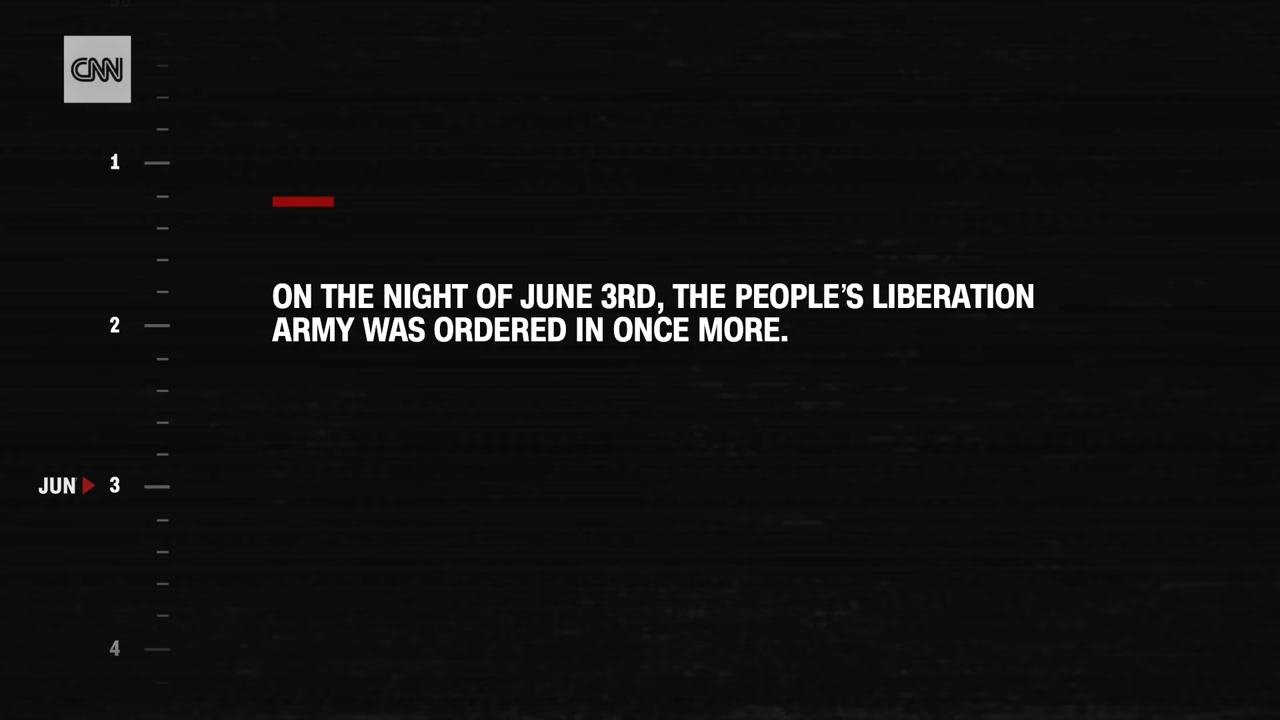 CNN
1
ON THE NIGHT OF JUNE 3RD, THE PEOPLE'S LIBERATION
ARMY WAS ORDERED IN ONCE MORE.
2
JUN 3
4